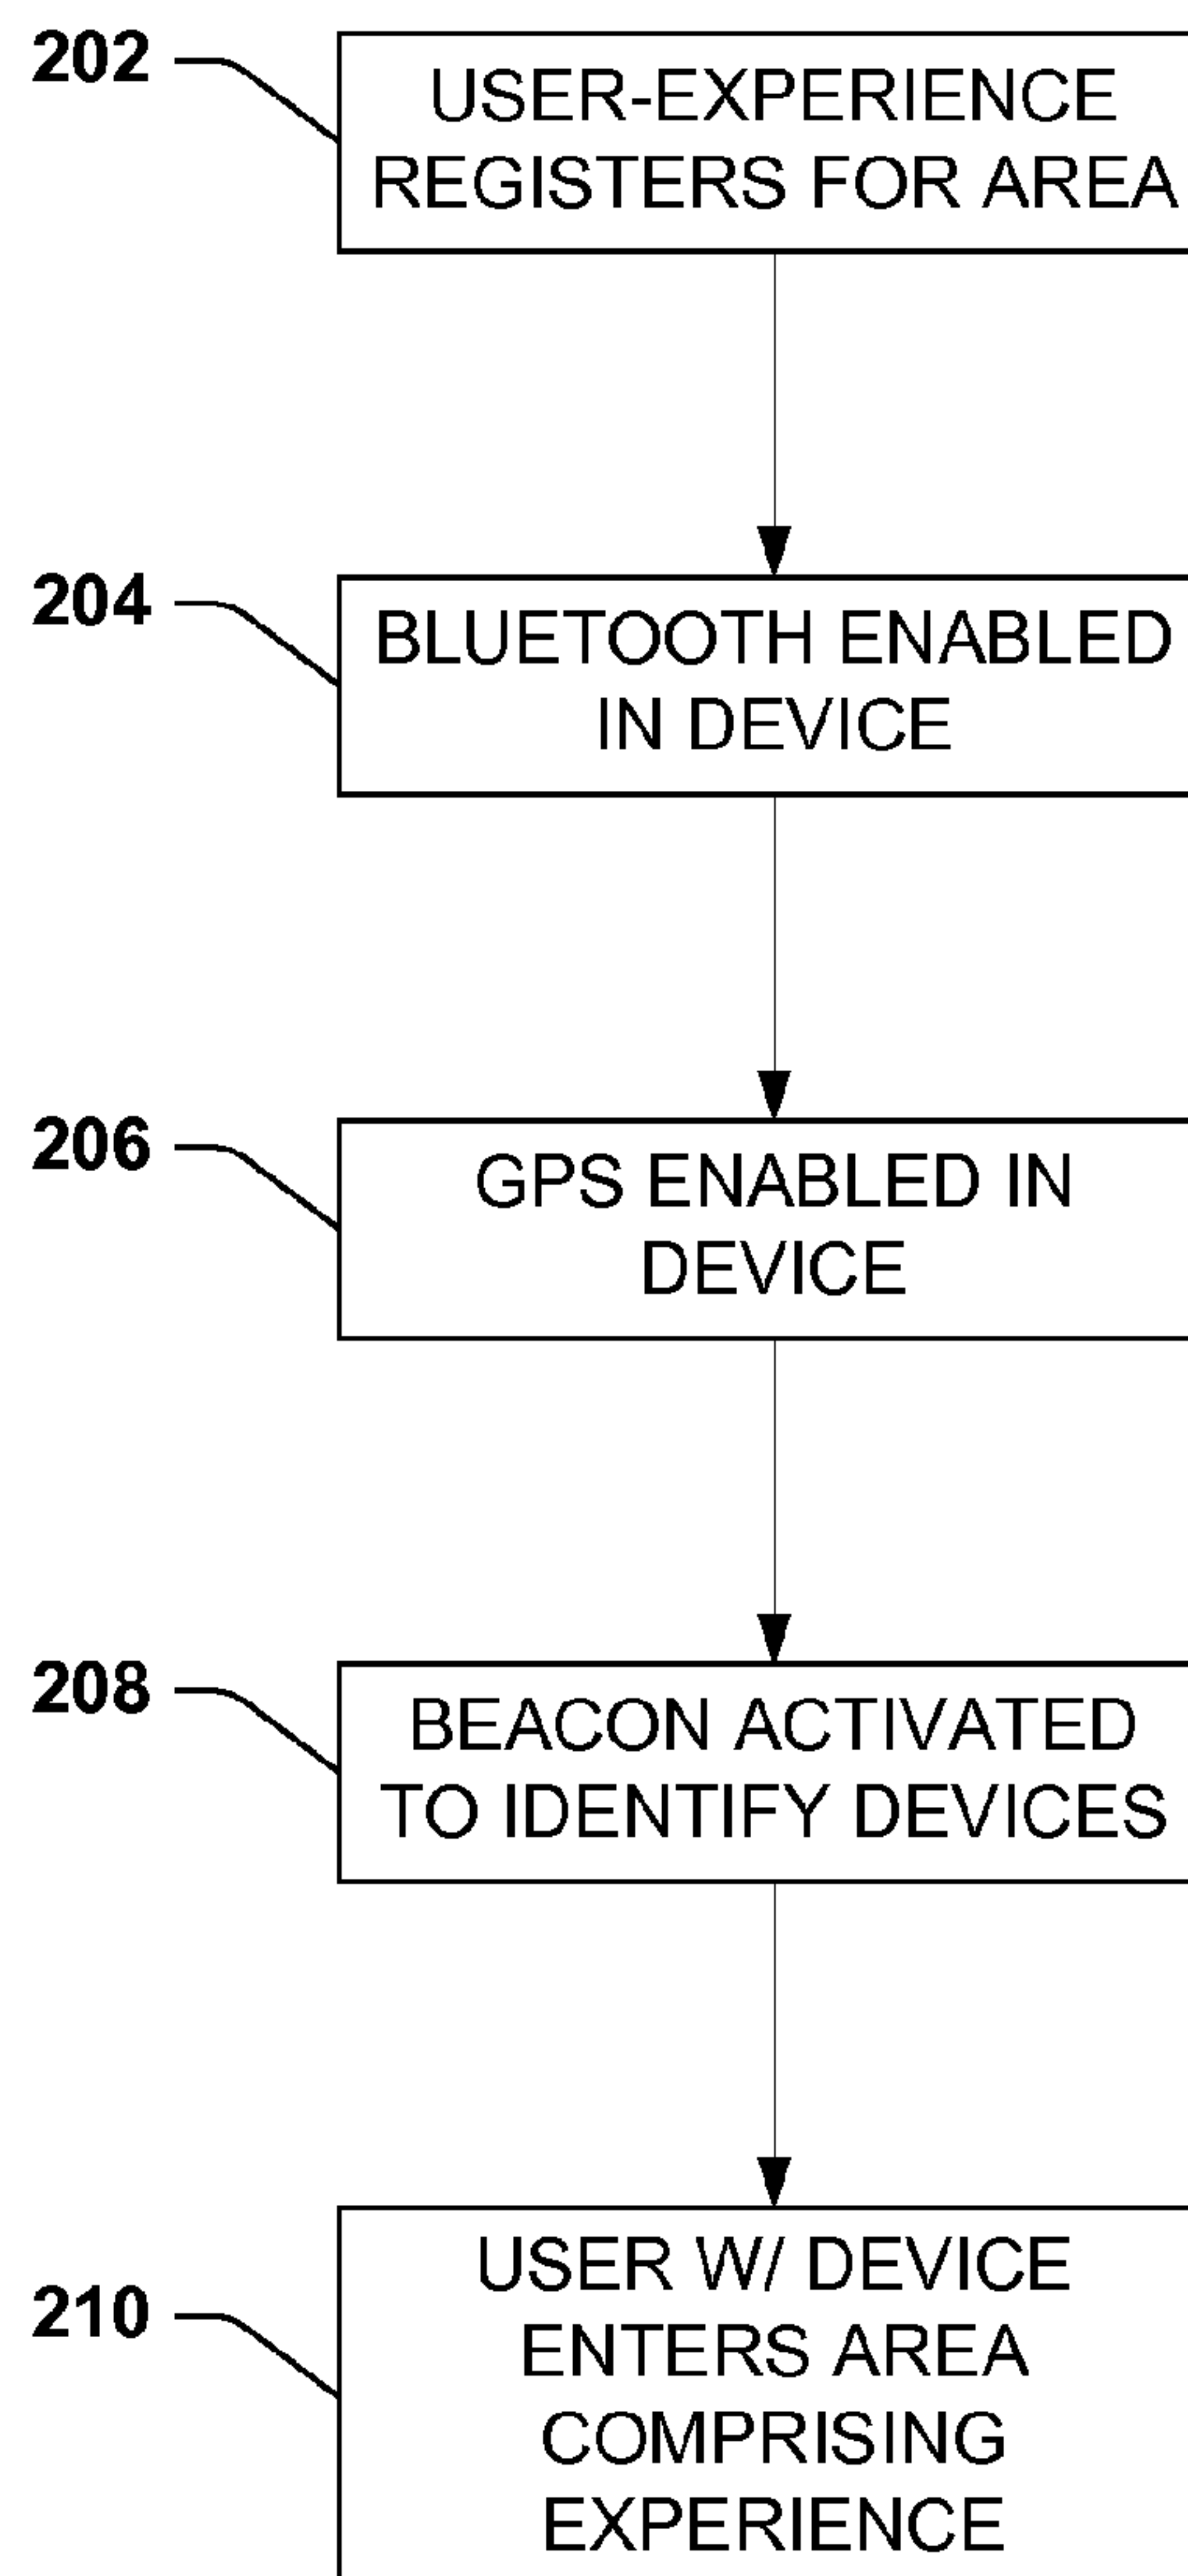 202
USER-EXPERIENCE
REGISTERS FOR AREA
204
BLUETOOTH ENABLED
IN DEVICE
206
GPS ENABLED IN
DEVICE
208
BEACON ACTIVATED
TO IDENTIFY DEVICES
210
USER W/ DEVICE
ENTERS AREA
COMPRISING
EXPERIENCE